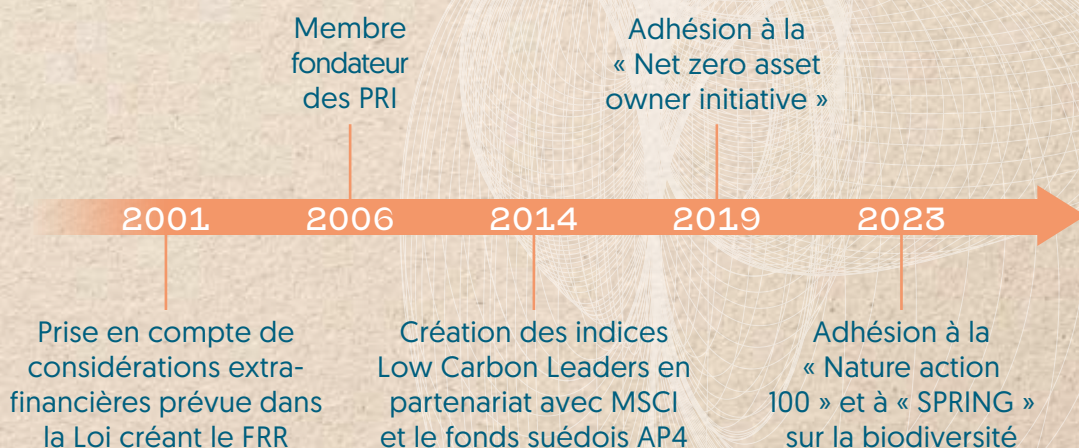 Membre
fondateur
des PRI
Adhésion à la
« Net zero asset
owner initiative »
2001
2006
2014
2019
2023
Prise en compte de
considérations extra-
financières prévue dans
la Loi créant le FRR
Création des indices
Low Carbon Leaders en
partenariat avec MSCI
et le fonds suédois AP4
Adhésion à la
« Nature action
100 » et à « SPRING »
sur la biodiversité